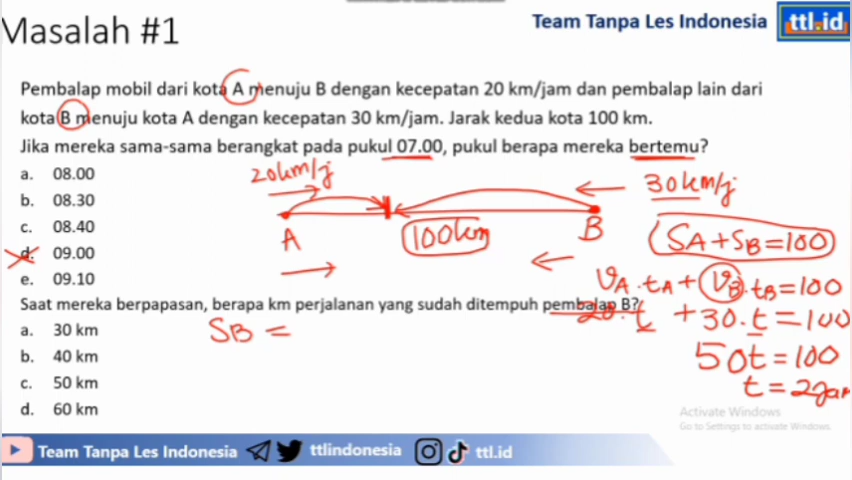 Masalah #1
Team Tanpa Les Indonesia
ttl.id
Pembalap mobil dari kota A menuju B dengan kecepatan 20 km/jam dan pembalap lain dari
kota B menuju kota A dengan kecepatan 30 km/jam. Jarak kedua kota 100 km.
Jika mereka sama-sama berangkat pada pukul 07.00, pukul berapa mereka bertemu?
a. 08.00
b. 08.30
c. 08.40
d. 09.00
e. 09.10
20km/j
30km/j
A
100km
B
SA + SB = 100
VA . tA + VB . tB = 100
20 . t + 30 . t = 100
50t = 100
t = 2jam
Saat mereka berpapasan, berapa km perjalanan yang sudah ditempuh pembalap B?
SB =
a. 30 km
b. 40 km
c. 50 km
d. 60 km
Activate Windows
Go to Settings to activate Windows.
Team Tanpa Les Indonesia
ttlindonesia
ttl.id